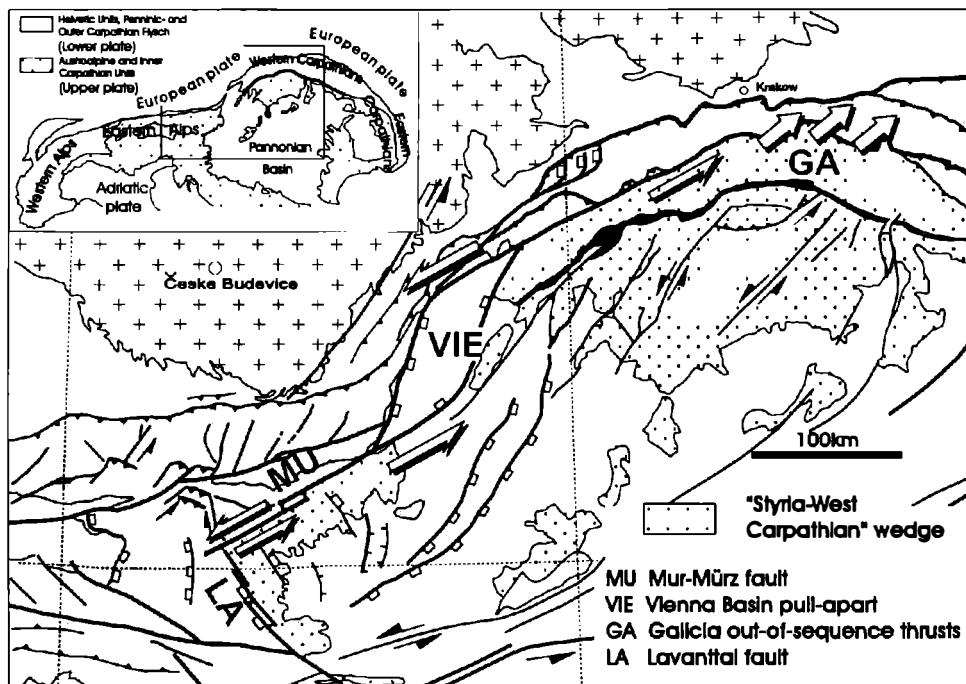 Helvetic Units, Penninic- and
Outer Carpathian Flysch
(Lower plate)
Austroalpine and Inner
Carpathian Units
(Upper plate)
European plate
European plate
Western Carpathians
Eastern Carpathians
Eastern Alps
Western Alps
Pannonian
Basin
Adriatic
plate
Krakow
GA
Česke Budevice
VIE
MU
LA
100km
"Styria-West
Carpathian" wedge
MU Mur-Mürz fault
VIE Vienna Basin pull-apart
GA Galicia out-of-sequence thrusts
LA Lavanttal fault